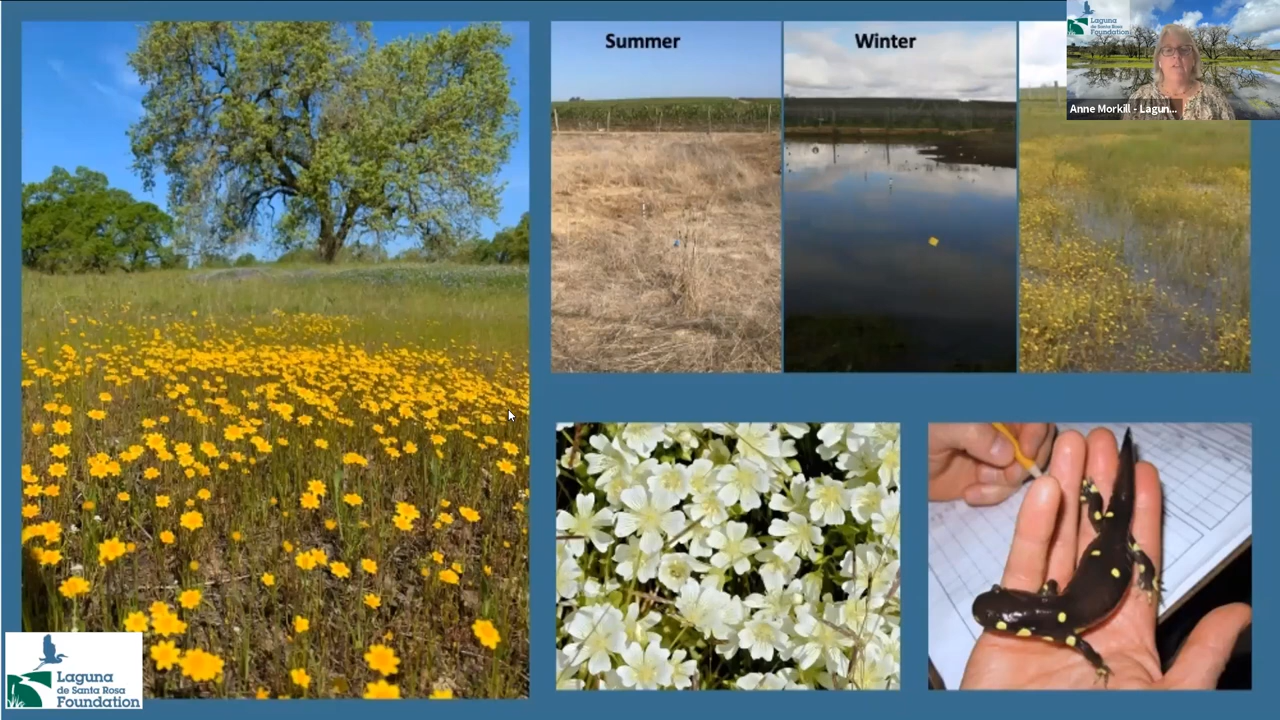 Summer
Winter
Laguna
de Santa Rosa
Foundation
Anne Morkill - Lagun...
Laguna
de Santa Rosa
Foundation